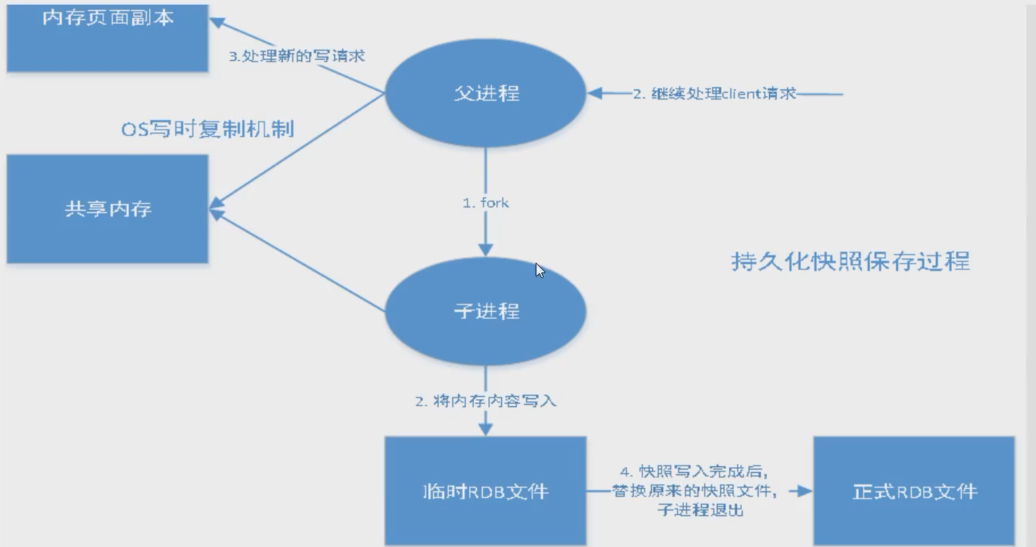 内存页面副本
3.处理新的写请求
父进程
2. 继续处理client请求
OS写时复制机制
共享内存
1. fork
持久化快照保存过程
子进程
2. 将内存内容写入
临时RDB文件
4. 快照写入完成后,
替换原来的快照文件,
子进程退出
正式RDB文件